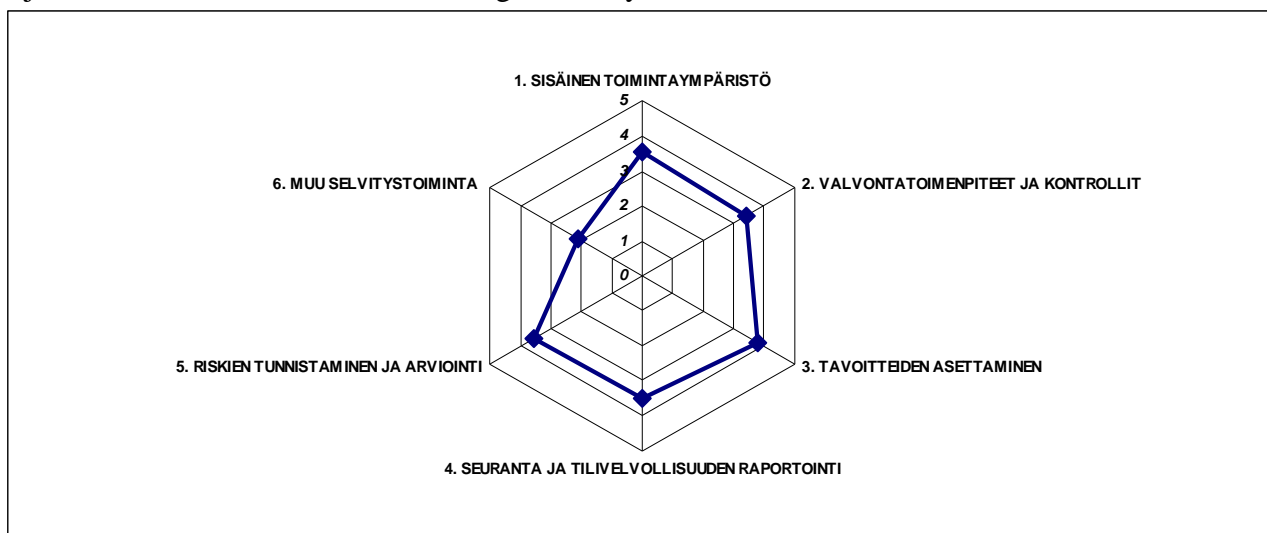 1. SISÄINEN TOIMINTAYMPÄRISTÖ
5
4
3
2
1
0
6. MUU SELVITYSTOIMINTA
2. VALVONTATOIMENPITEET JA KONTROLLIT
5. RISKIEN TUNNISTAMINEN JA ARVIOINTI
3. TAVOITTEIDEN ASETTAMINEN
4. SEURANTA JA TILIVELVOLLISUUDEN RAPORTOINTI